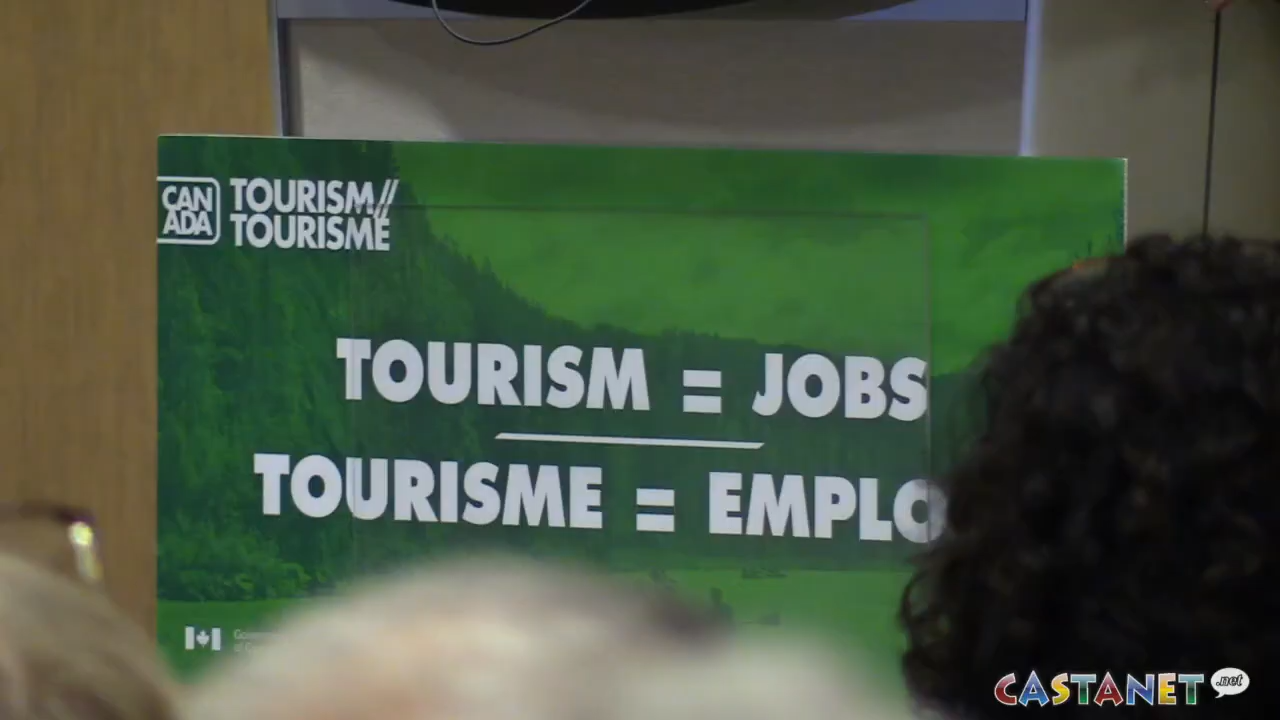 CAN
ADA
TOURISM//
TOURISME
TOURISM = JOBS
TOURISME = EMPLO
CASTANET .net